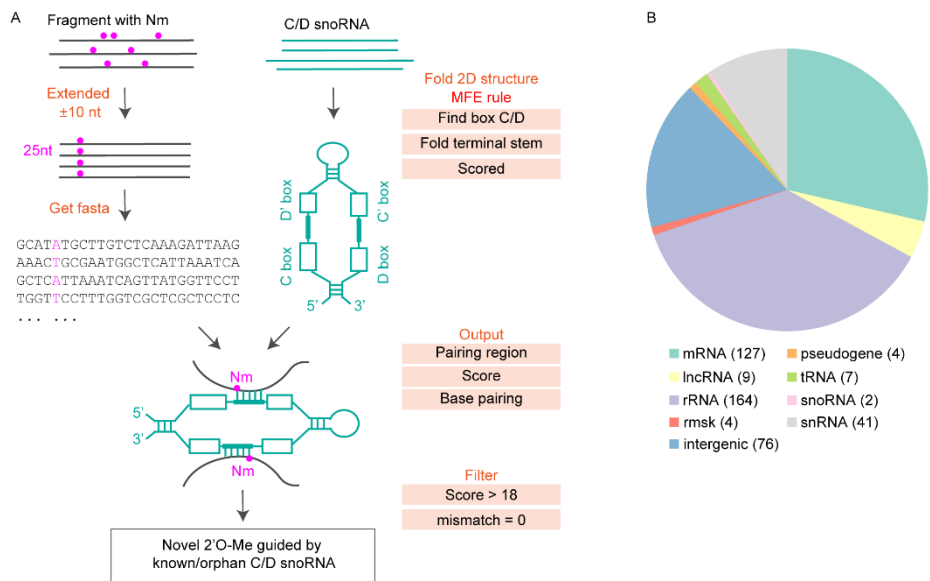 A
Fragment with Nm
C/D snoRNA
Extended
±10 nt
25nt
Get fasta
GCATATGCTTGTCTCAAAGATTAAG
AAACTGCGAATGGCTCATTAAATCA
GCTCATTAAATCAGTTATGGTTCCT
TGGTTCCTTTGGTCGCTCGCTCCTC
... ...
Fold 2D structure
MFE rule
Find box C/D
Fold terminal stem
Scored
D' box
C' box
C box
D box
5'
3'
Output
Pairing region
Score
Base pairing
Nm
5'
3'
Nm
Filter
Score > 18
mismatch = 0
Novel 2'O-Me guided by
known/orphan C/D snoRNA
B
mRNA (127)
lncRNA (9)
rRNA (164)
rmsk (4)
intergenic (76)
pseudogene (4)
tRNA (7)
snoRNA (2)
snRNA (41)